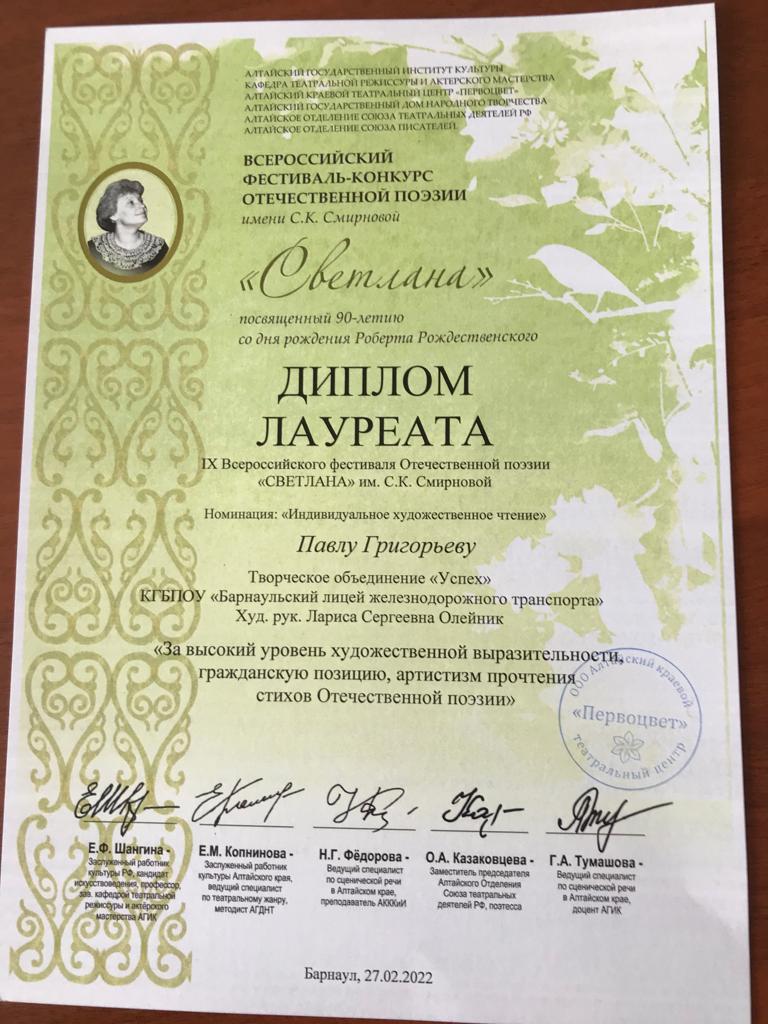 АЛТАЙСКИЙ ГОСУДАРСТВЕННЫЙ ИНСТИТУТ КУЛЬТУРЫ
КАФЕДРА ТЕАТРАЛЬНОЙ РЕЖИССУРЫ И АКТЕРСКОГО МАСТЕРСТВА
АЛТАЙСКИЙ КРАЕВОЙ ТЕАТРАЛЬНЫЙ ЦЕНТР «ПЕРВОЦВЕТ»
АЛТАЙСКИЙ ГОСУДАРСТВЕННЫЙ ДОМ НАРОДНОГО ТВОРЧЕСТВА
АЛТАЙСКОЕ ОТДЕЛЕНИЕ СОЮЗА ТЕАТРАЛЬНЫХ ДЕЯТЕЛЕЙ РФ
АЛТАЙСКОЕ ОТДЕЛЕНИЕ СОЮЗА ПИСАТЕЛЕЙ
ВСЕРОССИЙСКИЙ
ФЕСТИВАЛЬ-КОНКУРС
ОТЕЧЕСТВЕННОЙ ПОЭЗИИ
имени С.К. Смирновой
«Светлана»
посвященный 90-летию
со дня рождения Роберта Рождественского
ДИПЛОМ
ЛАУРЕАТА
IX Всероссийского фестиваля Отечественной поэзии
«СВЕТЛАНА» им. С.К. Смирновой
Номинация: «Индивидуальное художественное чтение»
Павлу Григорьеву
Творческое объединение «Успех»
КГБПОУ «Барнаульский лицей железнодорожного транспорта»
Худ. рук. Лариса Сергеевна Олейник
«За высокий уровень художественной выразительности,
гражданскую позицию, артистизм прочтения
стихов Отечественной поэзии»
ООО Алтайский краевой
«Первоцвет»
театральный центр
Е.Ф. Шангина -
Заслуженный работник
культуры РФ, кандидат
искусствоведения, профессор,
зав. кафедрой театральной
режиссуры и актёрского
мастерства АГИК
Е.М. Копнинова -
Заслуженный работник
культуры Алтайского края,
ведущий специалист
по театральному жанру,
методист АГДНТ
Н.Г. Фёдорова -
Ведущий специалист
по сценической речи
в Алтайском крае,
преподаватель АКККиИ
О.А. Казаковцева -
Заместитель председателя
Алтайского Отделения
Союза театральных
деятелей РФ, поэтесса
Г.А. Тумашова -
Ведущий специалист
по сценической речи
в Алтайском крае,
доцент АГИК
Барнаул, 27.02.2022